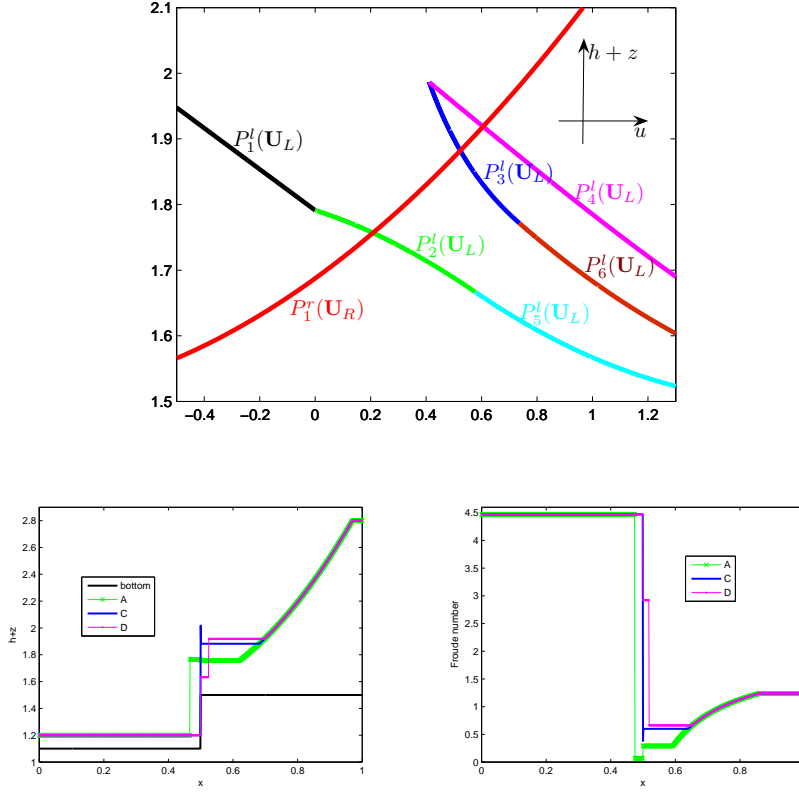 2.1
2
1.9
1.8
1.7
1.6
1.5
−0.4 −0.2 0 0.2 0.4 0.6 0.8 1 1.2
h + z
u
P_1^l(U_L)
P_2^l(U_L)
P_3^l(U_L)
P_4^l(U_L)
P_5^l(U_L)
P_6^l(U_L)
P_1^r(U_R)
2.8
2.6
2.4
2.2
2
1.8
1.6
1.4
1.2
1
0 0.2 0.4 0.6 0.8 1
h+z
x
bottom
A
C
D
4.5
4
3.5
3
2.5
2
1.5
1
0.5
0
0 0.2 0.4 0.6 0.8
Froude number
x
A
C
D